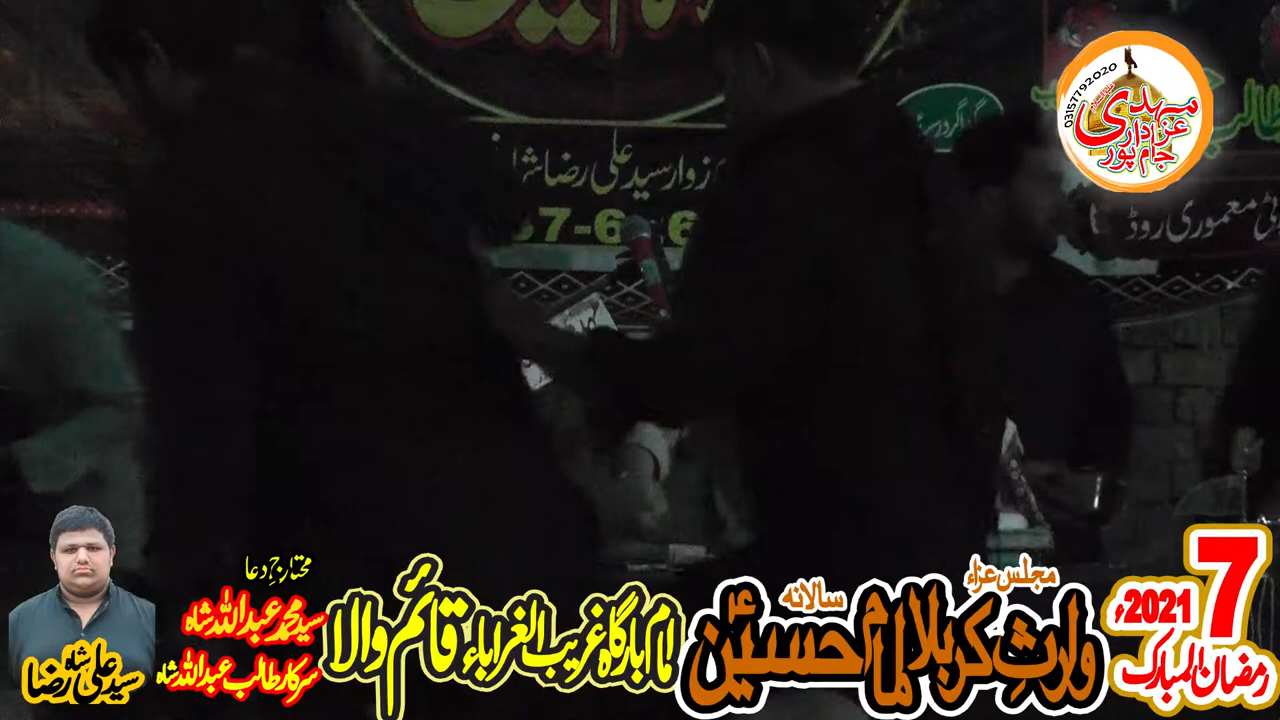 03157792020
مہدی
عزادار
جام پور
زوار سید علی رضا
معموری روڈ
مجلس عزاء
سالانہ
وارثِ کربلا امام حسینؑ
امام بارگاہ غریب الغرباء قائم والا
محتاج دعا
سید محمد عبداللہ شاہ
سرکار طالب عبداللہ شاہ
سید علی شاہ رضا
7
2021ء
رمضان المبارک